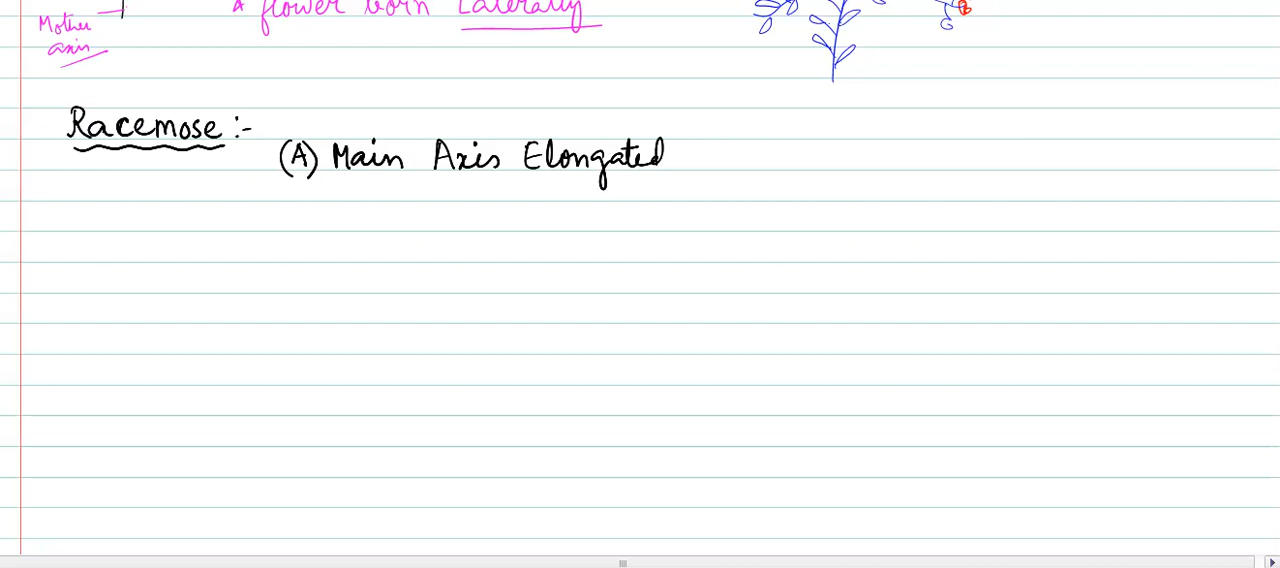 * flower born Laterally
Mother
axis
Racemose :-
(A) Main Axis Elongated